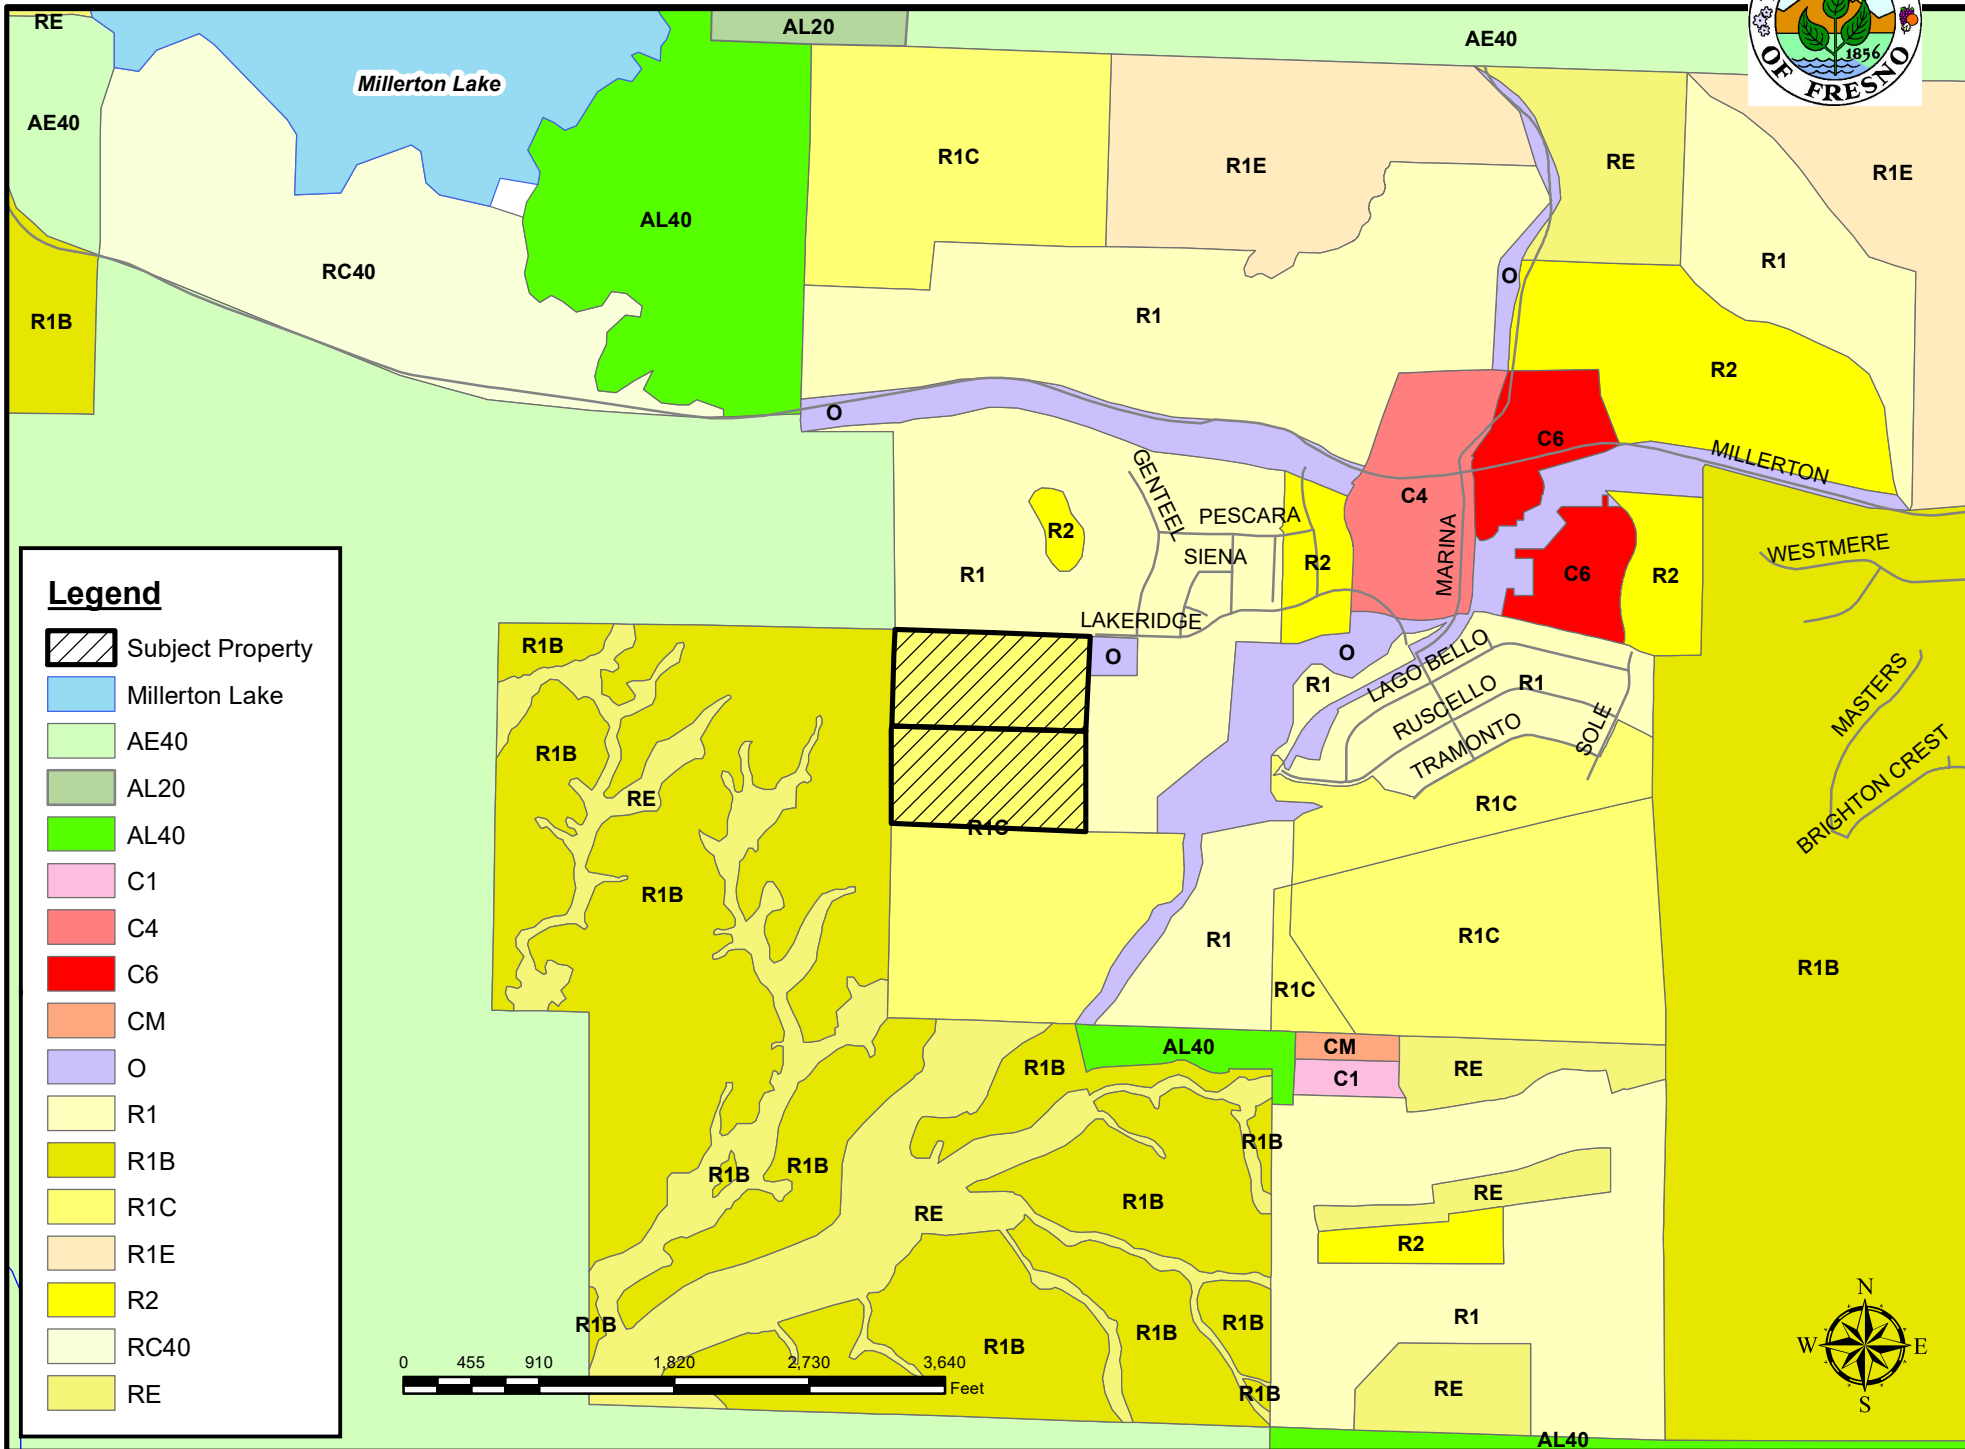 RE
AL20
AE40
1856
OF FRESNO
Millerton Lake
AE40
R1C
R1E
RE
R1E
AL40
RC40
R1
O
R1B
R1
R2
O
C6
MILLERTON
GENTEEL
C4
PESCARA
R2
MARINA
SIENA
R2
WESTMERE
R1
C6
R2
LAKERIDGE
R1B
O
O
LAGO BELLO
R1
RUSCELLO
R1
MASTERS
SOLE
TRAMONTO
BRIGHTON CREST
R1B
RE
R1C
R1C
R1B
R1
R1C
R1B
R1C
AL40
CM
R1B
C1
RE
R1B
R1B
R1B
R1B
RE
RE
R2
R1B
R1B
R1B
R1B
R1
RE
R1B
AL40
Legend
Subject Property
Millerton Lake
AE40
AL20
AL40
C1
C4
C6
CM
O
R1
R1B
R1C
R1E
R2
RC40
RE
0 455 910 1,820 2,730 3,640
Feet
N
W E
S